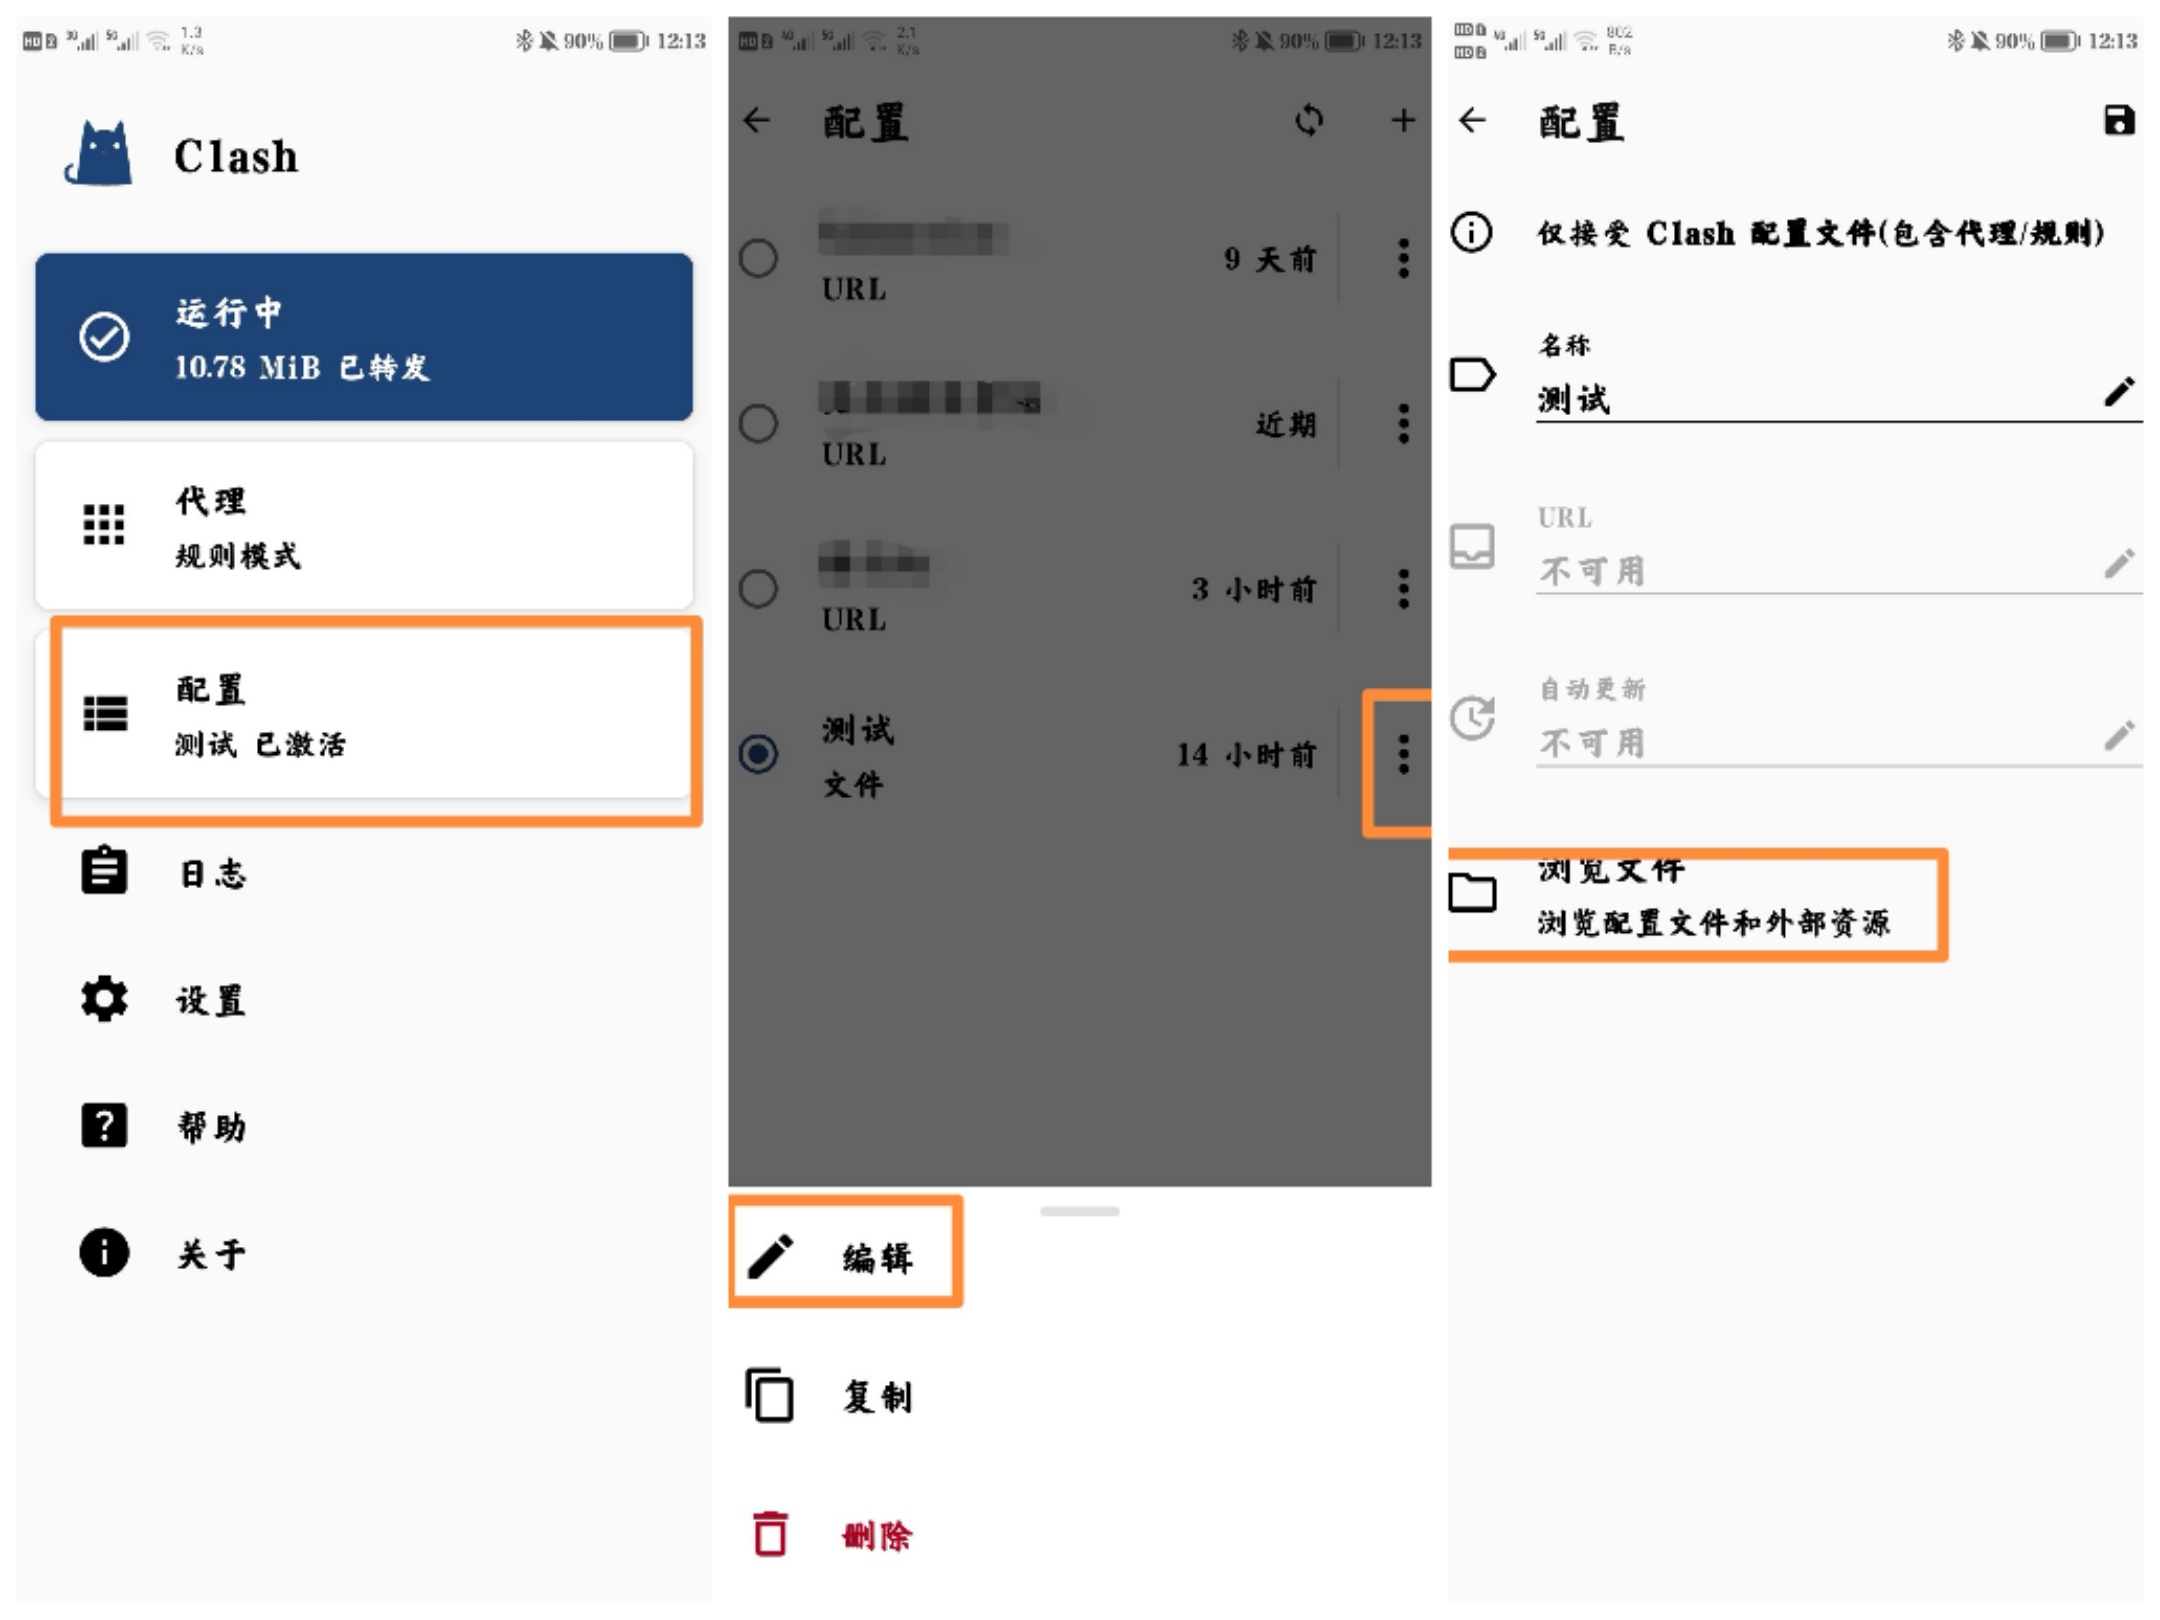 1.3
K/s
90%
12:13
Clash
运行中
10.78 MiB 已转发
代理
规则模式
配置
测试 已激活
日志
设置
帮助
关于
2.1
K/s
90%
12:13
配置
URL
9 天前
URL
近期
URL
3 小时前
测试
文件
14 小时前
编辑
复制
删除
802
B/s
90%
12:13
配置
仅接受 Clash 配置文件(包含代理/规则)
名称
测试
URL
不可用
自动更新
不可用
浏览文件
浏览配置文件和外部资源